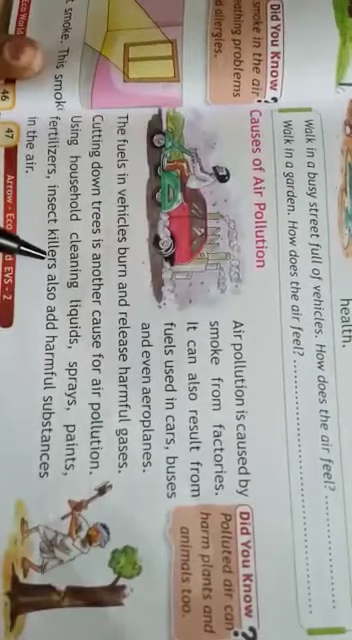 health.
Walk in a busy street full of vehicles. How does the air feel?
Walk in a garden. How does the air feel?
Did You Know?
smoke in the air
problems
allergies.
Causes of Air Pollution
Air pollution is caused by
smoke from factories.
It can also result from
fuels used in cars, buses
and even aeroplanes.
Did You Know?
Polluted air can
harm plants and
animals too.
The fuels in vehicles burn and release harmful gases.
Cutting down trees is another cause for air pollution.
Using household cleaning liquids, sprays, paints,
fertilizers, insect killers also add harmful substances
in the air.
smoke. This
46
47
Arrow - Eco
EVS - 2